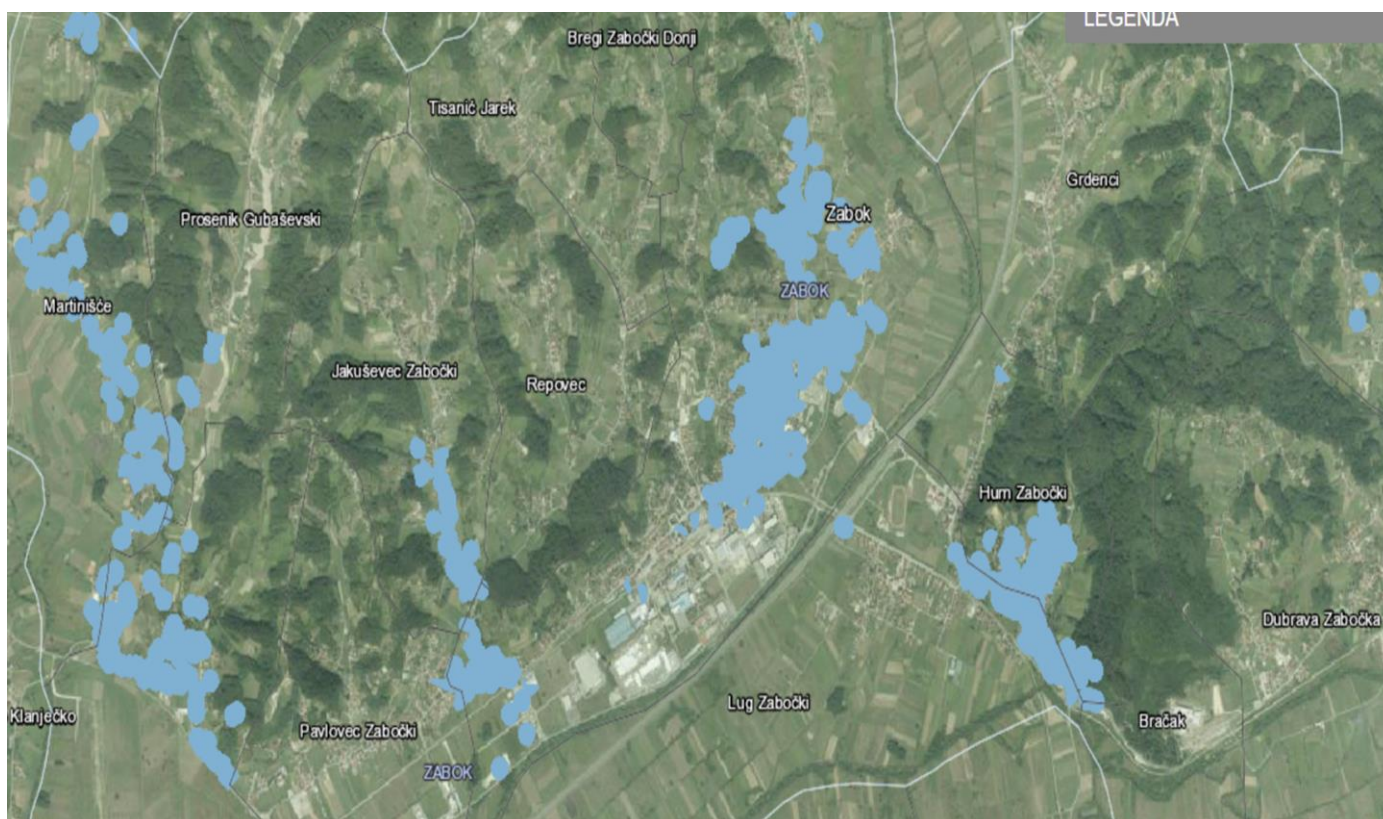 LEGENDA
Bregi Zabočki Donji
Tisanić Jarek
Grdenci
Prosenik Gubaševski
Zabok
ZABOK
Martinišće
Jakuševec Zabočki
Repovec
Hum Zabočki
Dubrava Zabočka
Lug Zabočki
Klanječko
Pavlovec Zabočki
Bračak
ZABOK